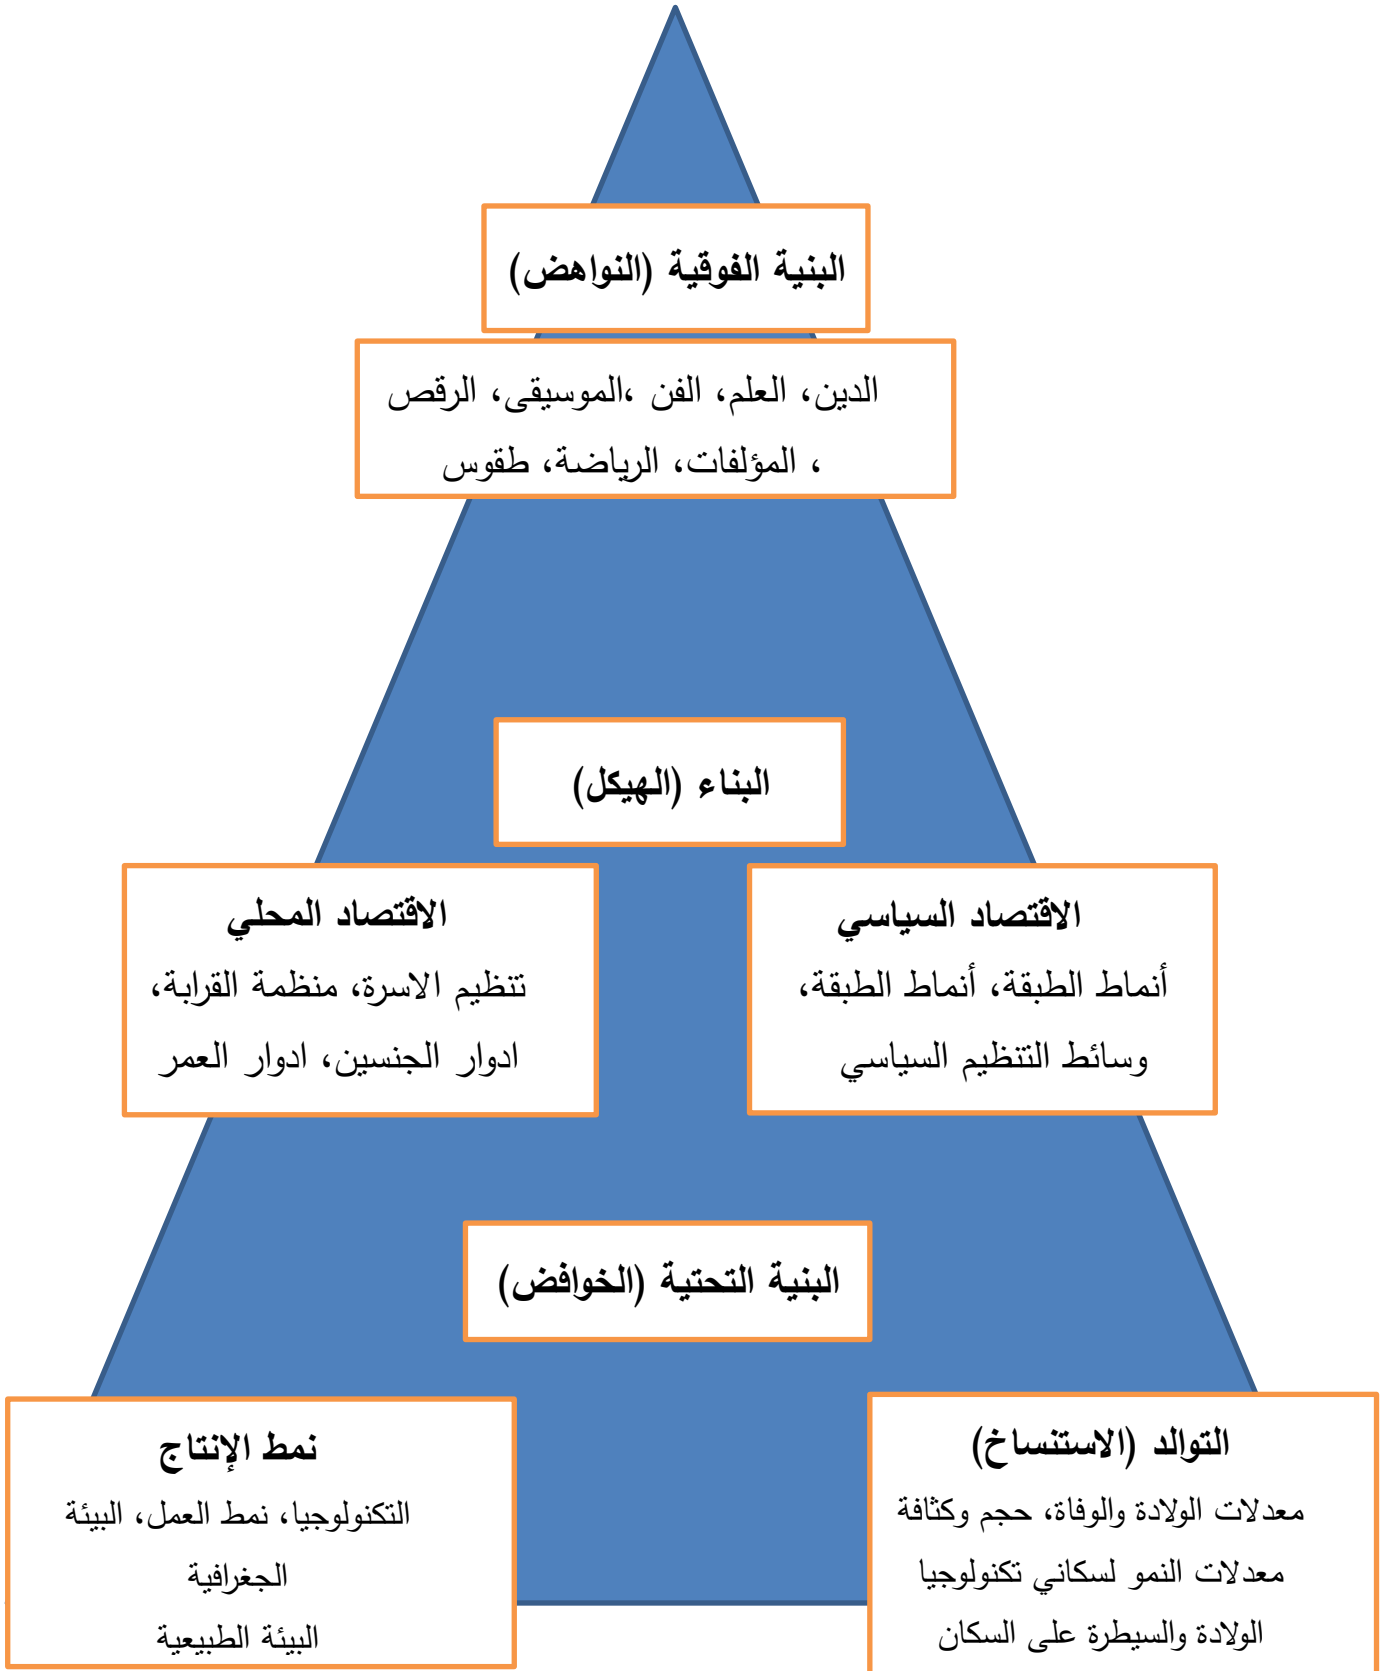 البنية الفوقية (النواهض)
الدين، العلم، الفن ،الموسيقى، الرقص
، المؤلفات، الرياضة، طقوس
البناء (الهيكل)
الاقتصاد السياسي
أنماط الطبقة، أنماط الطبقة،
وسائط التنظيم السياسي
الاقتصاد المحلي
تنظيم الاسرة، منظمة القرابة،
ادوار الجنسين، ادوار العمر
البنية التحتية (الخوافض)
التوالد (الاستنساخ)
معدلات الولادة والوفاة، حجم وكثافة
معدلات النمو لسكاني تكنولوجيا
الولادة والسيطرة على السكان
نمط الإنتاج
التكنولوجيا، نمط العمل، البيئة
الجغرافية
البيئة الطبيعية